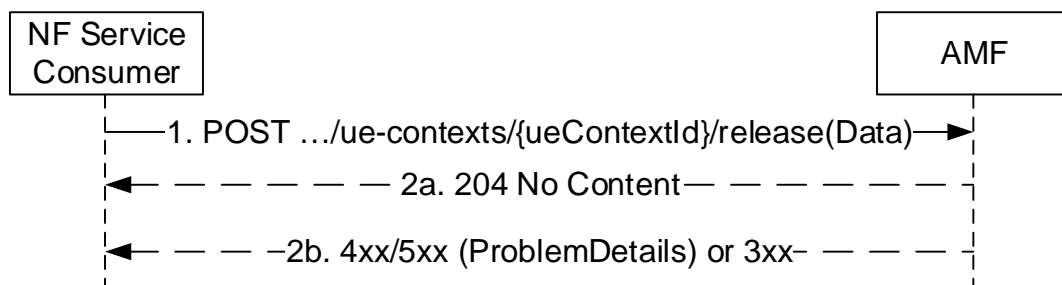 NF Service
Consumer
AMF
1. POST …/ue-contexts/{ueContextId}/release(Data)
2a. 204 No Content
2b. 4xx/5xx (ProblemDetails) or 3xx